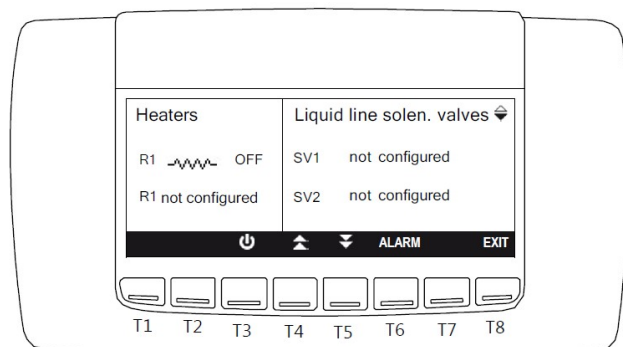 Heaters
R1 OFF
R1 not configured
Liquid line solen. valves
SV1 not configured
SV2 not configured
ALARM EXIT
T1 T2 T3 T4 T5 T6 T7 T8